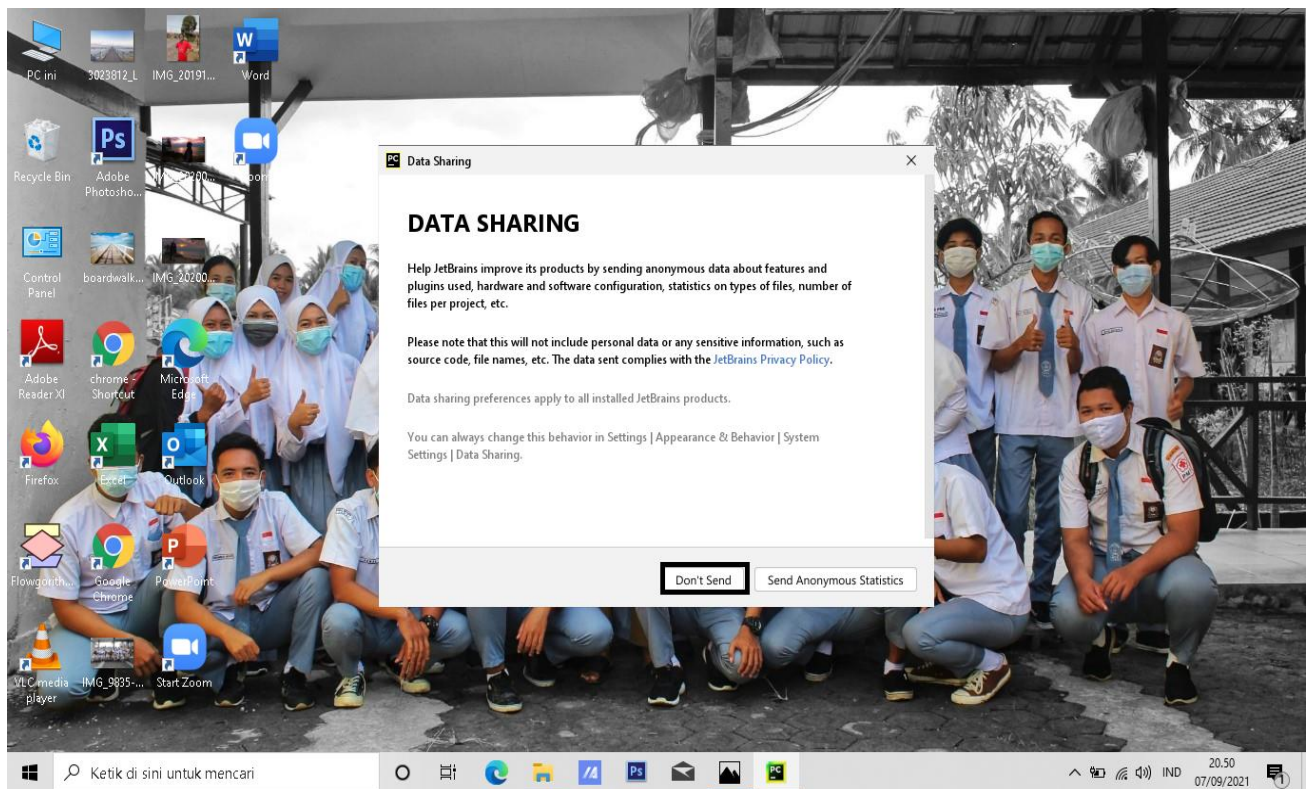 PC ini
3023812_L
IMG_20191...
Word
Recycle Bin
Adobe
Photosho...
Control
Panel
boardwalk...
IMG_20200...
Adobe
Reader XI
chrome -
Shortcut
Microsoft
Edge
Firefox
Excel
Outlook
Flowgorith...
Google
Chrome
PowerPoint
VLC media
player
IMG_9835-...
Start Zoom
Data Sharing
DATA SHARING
Help JetBrains improve its products by sending anonymous data about features and
plugins used, hardware and software configuration, statistics on types of files, number of
files per project, etc.
Please note that this will not include personal data or any sensitive information, such as
source code, file names, etc. The data sent complies with the JetBrains Privacy Policy.
Data sharing preferences apply to all installed JetBrains products.
You can always change this behavior in Settings | Appearance & Behavior | System
Settings | Data Sharing.
Don't Send
Send Anonymous Statistics
Ketik di sini untuk mencari
IND
20.50
07/09/2021